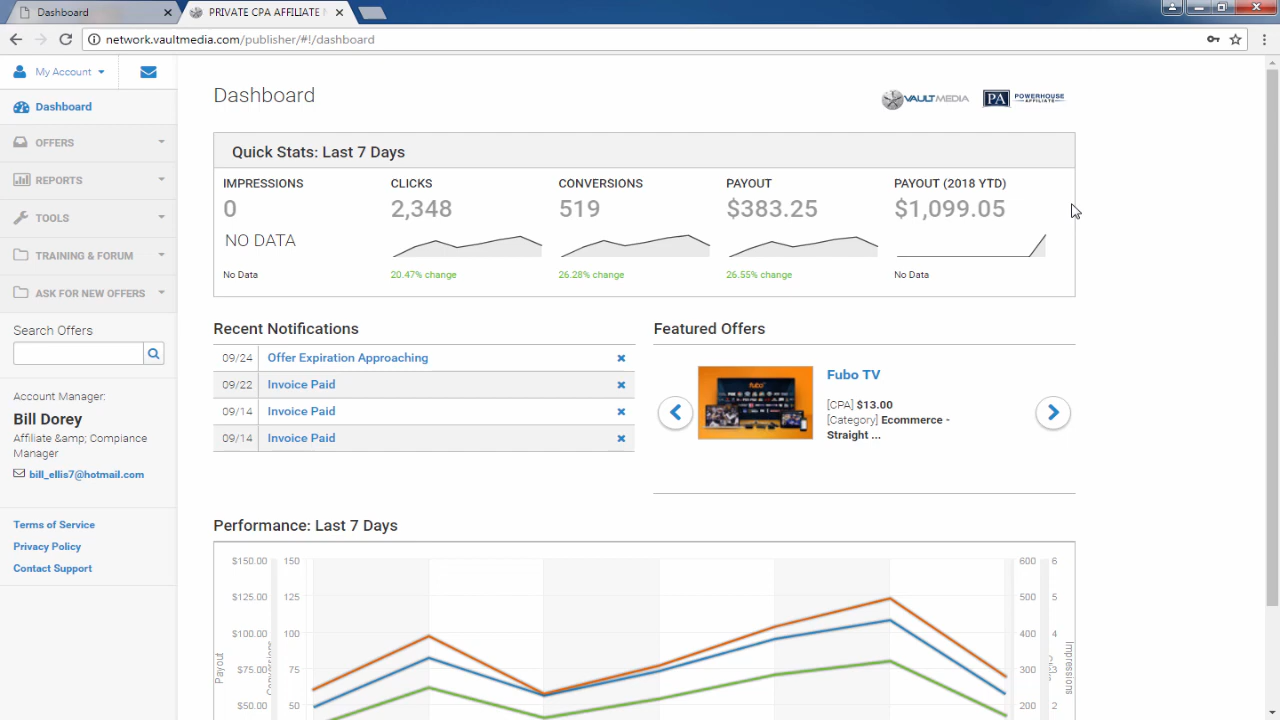 Dashboard
PRIVATE CPA AFFILIATE
network.vaultmedia.com/publisher/#!/dashboard
My Account
Dashboard
OFFERS
REPORTS
TOOLS
TRAINING & FORUM
ASK FOR NEW OFFERS
Search Offers
Account Manager:
Bill Dorey
Affiliate &amp; Compliance
Manager
bill_ellis7@hotmail.com
Terms of Service
Privacy Policy
Contact Support
Dashboard
VAULTMEDIA
PA POWERHOUSE
AFFILIATE
Quick Stats: Last 7 Days
IMPRESSIONS CLICKS CONVERSIONS PAYOUT PAYOUT (2018 YTD)
0 2,348 519 $383.25 $1,099.05
NO DATA
No Data 20.47% change 26.28% change 26.55% change No Data
Recent Notifications
09/24 Offer Expiration Approaching
09/22 Invoice Paid
09/14 Invoice Paid
09/14 Invoice Paid
Featured Offers
fubo
Fubo TV
[CPA] $13.00
[Category] Ecommerce -
Straight ...
Performance: Last 7 Days
$150.00 150 600 6
$125.00 125 500 5
$100.00 100 400 4
$75.00 75 300 3
$50.00 50 200 2
Payout
Impressions